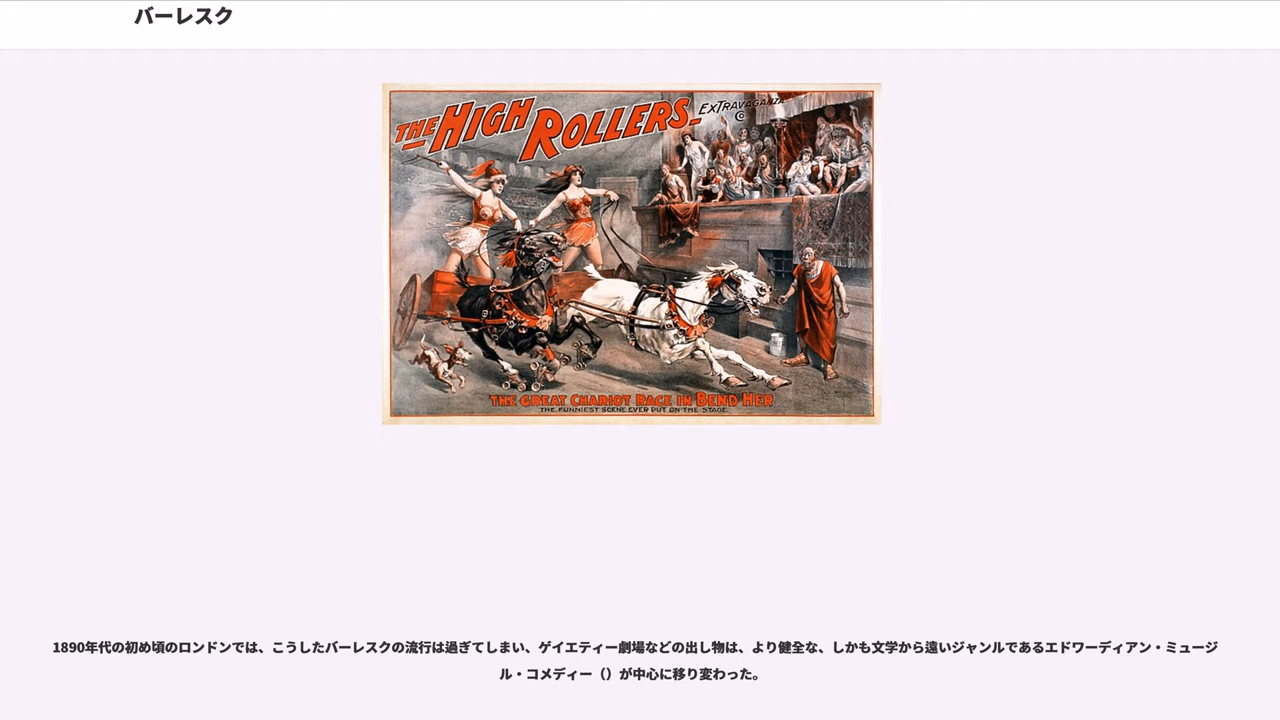 バーレスク
THE HIGH ROLLERS EXTRAVAGANZA
Co
THE GREAT CHARIOT RACE IN BEND HER
THE FUNNIEST SCENE EVER PUT ON THE STAGE.
1890年代の初め頃のロンドンでは、こうしたバーレスクの流行は過ぎてしまい、ゲイエティー劇場などの出し物は、より健全な、しかも文学から遠いジャンルであるエドワーディアン・ミュージ
ル・コメディー（）が中心に移り変わった。